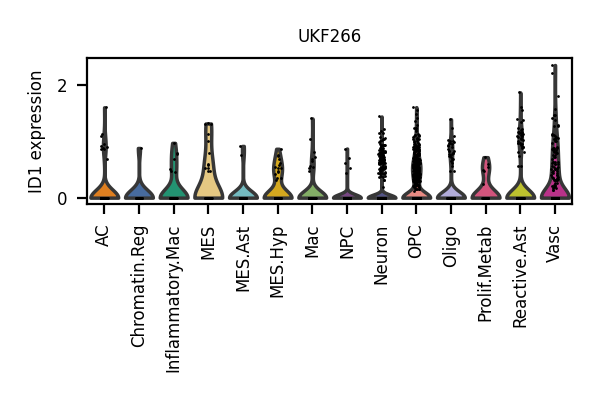 UKF266
ID1 expression
2
0
AC
Chromatin.Reg
Inflammatory.Mac
MES
MES.Ast
MES.Hyp
Mac
NPC
Neuron
OPC
Oligo
Prolif.Metab
Reactive.Ast
Vasc